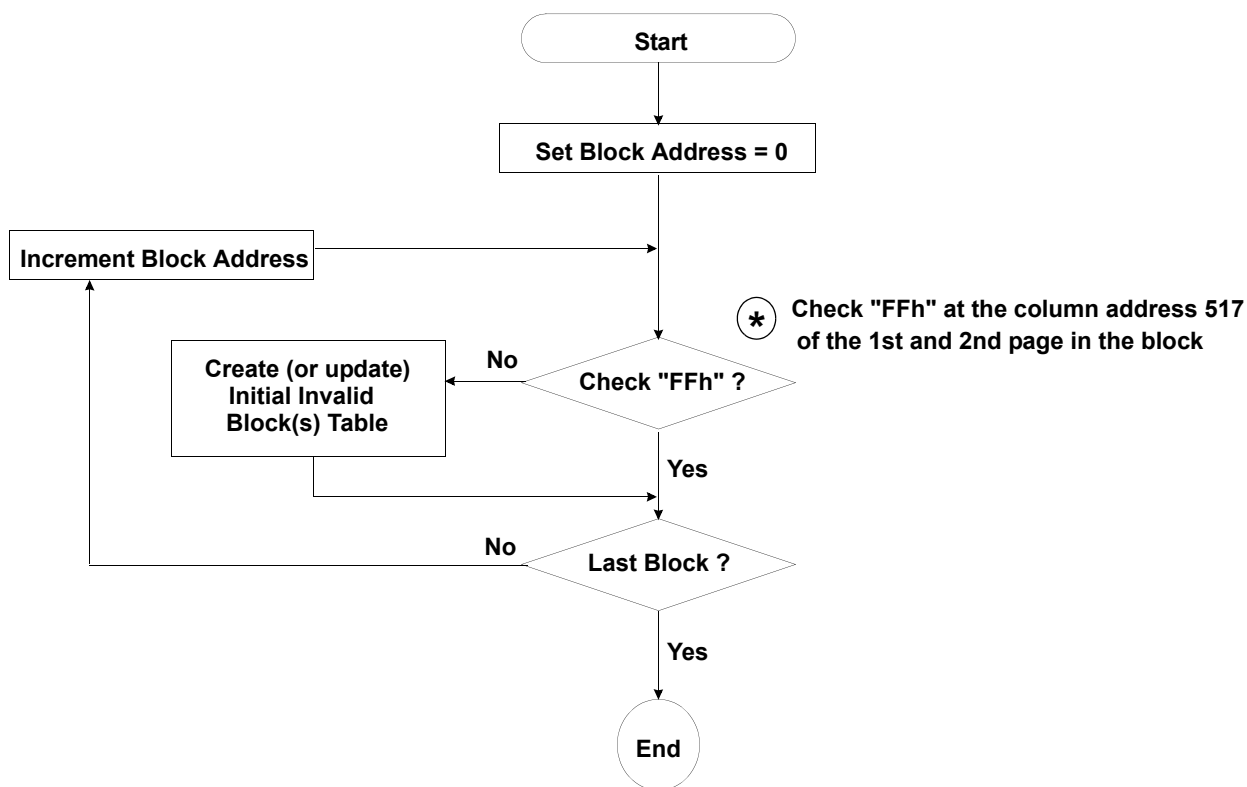 Start
Set Block Address = 0
Increment Block Address
* Check "FFh" at the column address 517
of the 1st and 2nd page in the block
No
Create (or update)
Initial Invalid
Block(s) Table
Check "FFh" ?
Yes
No
Last Block ?
Yes
End